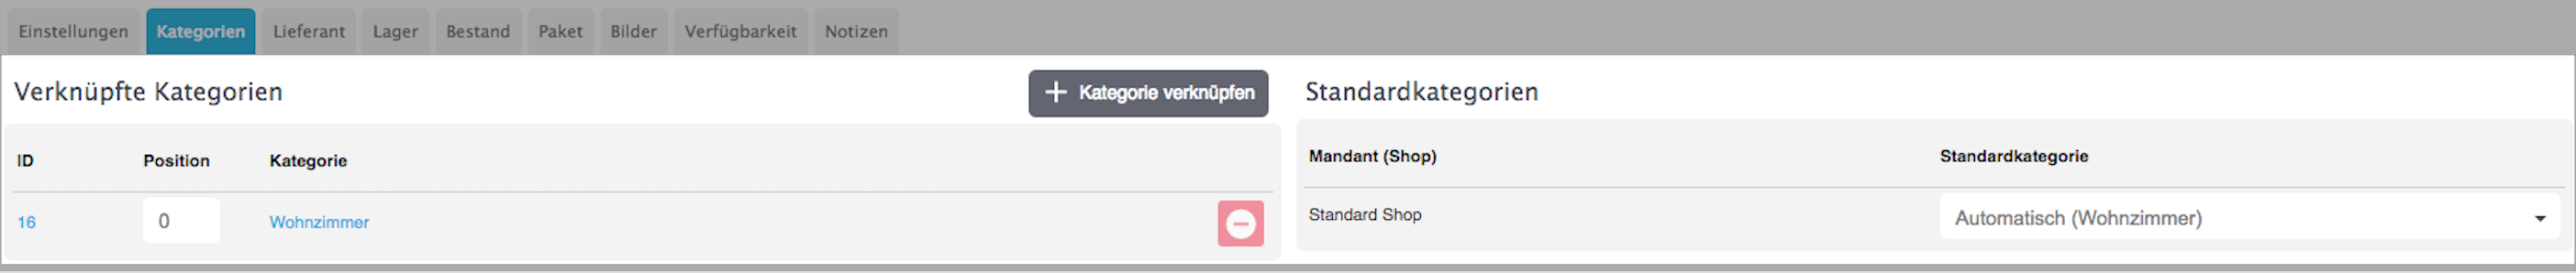 Einstellungen Kategorien Lieferant Lager Bestand Paket Bilder Verfügbarkeit Notizen
Verknüpfte Kategorien
Kategorie verknüpfen
ID Position Kategorie
16 0 Wohnzimmer
Standardkategorien
Mandant (Shop) Standardkategorie
Standard Shop Automatisch (Wohnzimmer)